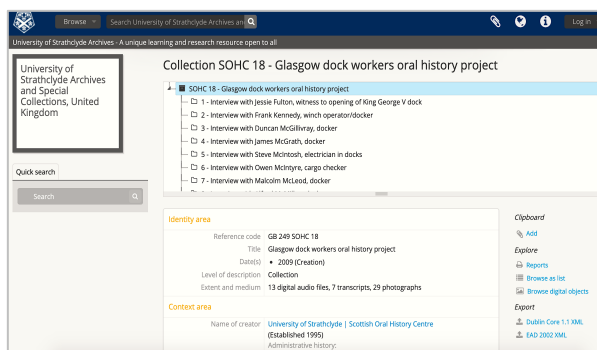 Browse
Search University of Strathclyde Archives an
Log in
University of Strathclyde Archives - A unique learning and research resource open to all
University of
Strathclyde Archives
and Special
Collections, United
Kingdom
Quick search
Search
Collection SOHC 18 - Glasgow dock workers oral history project
SOHC 18 - Glasgow dock workers oral history project
1 - Interview with Jessie Fulton, witness to opening of King George V dock
2 - Interview with Frank Kennedy, winch operator/docker
3 - Interview with Duncan McGillivray, docker
4 - Interview with James McGrath, docker
5 - Interview with Steve McIntosh, electrician in docks
6 - Interview with Owen McIntyre, cargo checker
7 - Interview with Malcolm McLeod, docker
Identity area
Reference code GB 249 SOHC 18
Title Glasgow dock workers oral history project
Date(s) • 2009 (Creation)
Level of description Collection
Extent and medium 13 digital audio files, 7 transcripts, 29 photographs
Context area
Name of creator University of Strathclyde | Scottish Oral History Centre
(Established 1995)
Administrative history:
Clipboard
Add
Explore
Reports
Browse as list
Browse digital objects
Export
Dublin Core 1.1 XML
EAD 2002 XML